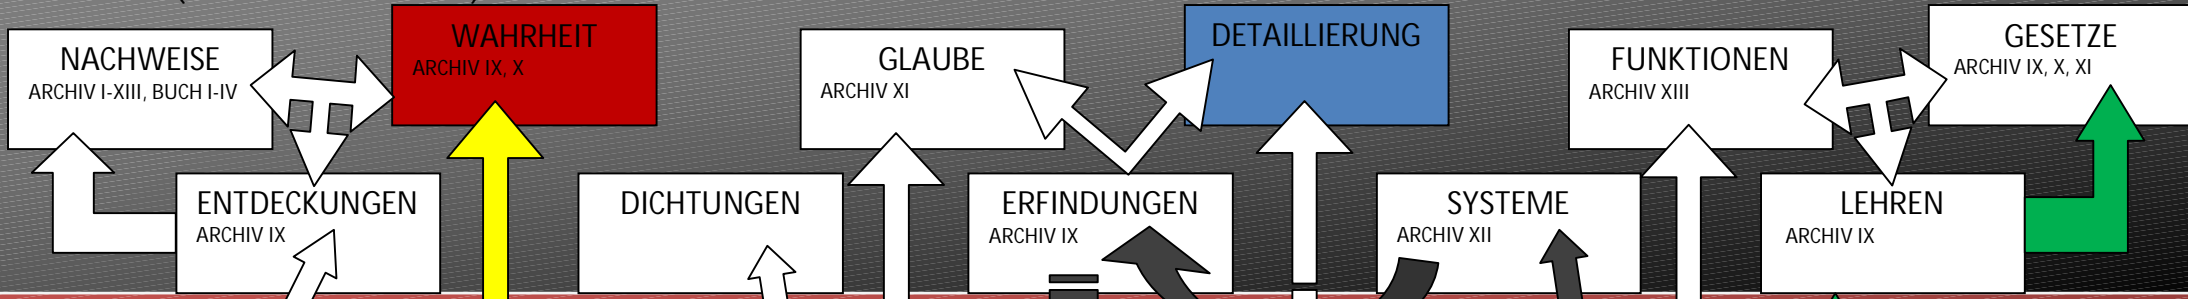 NACHWEISE
ARCHIV I-XIII, BUCH I-IV
WAHRHEIT
ARCHIV IX, X
GLAUBE
ARCHIV XI
DETAILLIERUNG
FUNKTIONEN
ARCHIV XIII
GESETZE
ARCHIV IX, X, XI
ENTDECKUNGEN
ARCHIV IX
DICHTUNGEN
ERFINDUNGEN
ARCHIV IX
SYSTEME
ARCHIV XII
LEHREN
ARCHIV IX